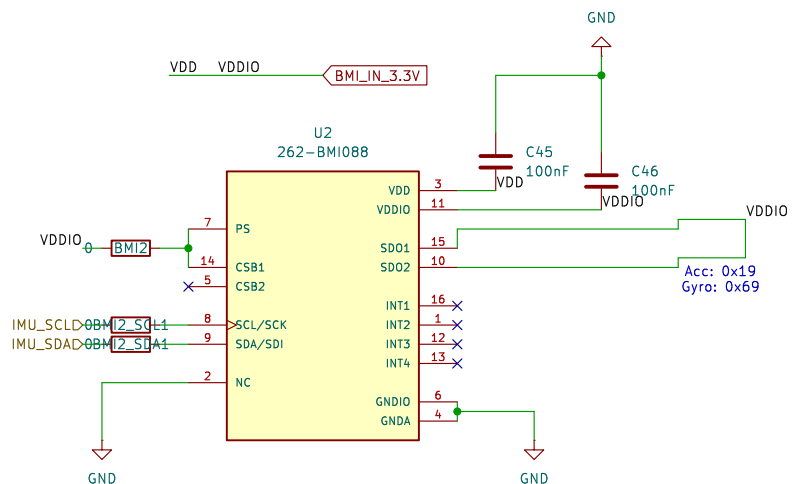 GND
VDD VDDIO
BMI_IN_3.3V
U2
262-BMI088
C45
100nF
VDD
C46
100nF
VDDIO
VDD
3
VDDIO
11
7
PS
VDDIO
0
BMI2
SDO1
15
VDDIO
14
CSB1
SDO2
10
Acc: 0x19
Gyro: 0x69
5
CSB2
INT1
16
IMU_SCL
0
BMI2_SCL1
8
SCL/SCK
INT2
1
IMU_SDA
0
BMI2_SDA1
9
SDA/SDI
INT3
12
INT4
13
2
NC
GNDIO
6
GNDA
4
GND
GND